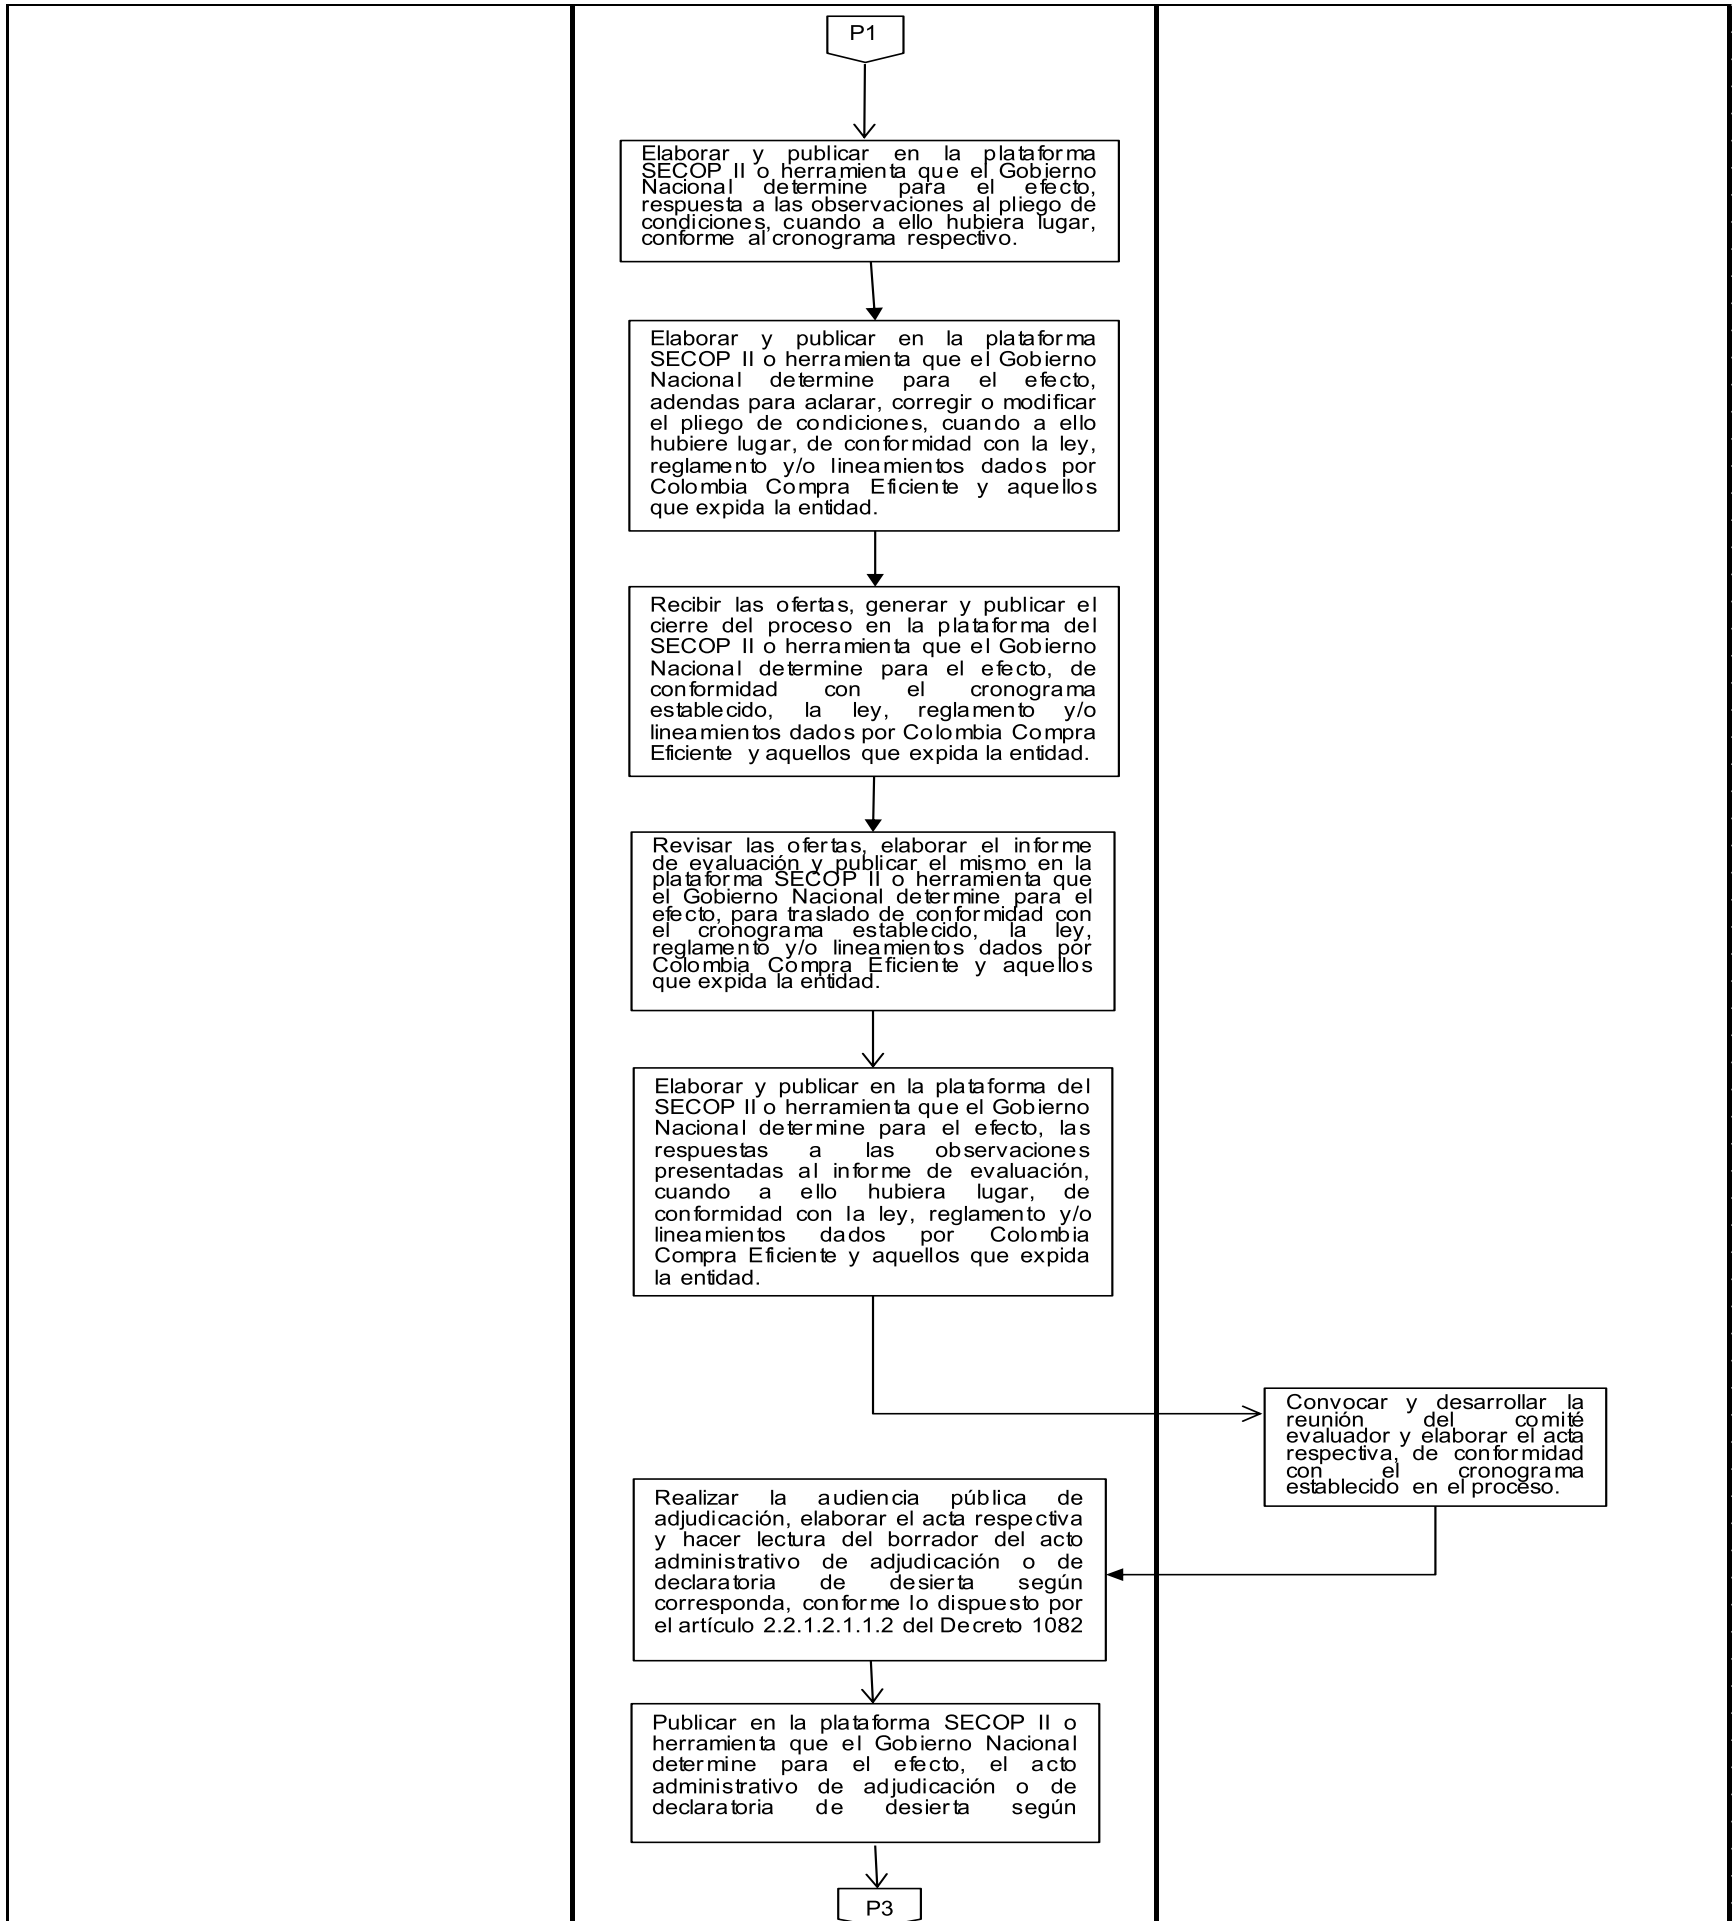 P1
Elaborar y publicar en la plataforma
SECOP II o herramienta que el Gobierno
Nacional determine para el efecto,
respuesta a las observaciones al pliego de
condiciones, cuando a ello hubiera lugar,
conforme al cronograma respectivo.
Elaborar y publicar en la plataforma
SECOP II o herramienta que el Gobierno
Nacional determine para el efecto,
adendas para aclarar, corregir o modificar
el pliego de condiciones, cuando a ello
hubiere lugar, de conformidad con la ley,
reglamento y/o lineamientos dados por
Colombia Compra Eficiente y aquellos
que expida la entidad.
Recibir las ofertas, generar y publicar el
cierre del proceso en la plataforma del
SECOP II o herramienta que el Gobierno
Nacional determine para el efecto, de
conformidad con el cronograma
establecido, la ley, reglamento y/o
lineamientos dados por Colombia Compra
Eficiente y aquellos que expida la entidad.
Revisar las ofertas, elaborar el informe
de evaluación y publicar el mismo en la
plataforma SECOP II o herramienta que
el Gobierno Nacional determine para el
efecto, para traslado de conformidad con
el cronograma establecido, la ley,
reglamento y/o lineamientos dados por
Colombia Compra Eficiente y aquellos
que expida la entidad.
Elaborar y publicar en la plataforma del
SECOP II o herramienta que el Gobierno
Nacional determine para el efecto, las
respuestas a las observaciones
presentadas al informe de evaluación,
cuando a ello hubiera lugar, de
conformidad con la ley, reglamento y/o
lineamientos dados por Colombia
Compra Eficiente y aquellos que expida
la entidad.
Convocar y desarrollar la
reunión del comité
evaluador y elaborar el acta
respectiva, de conformidad
con el cronograma
establecido en el proceso.
Realizar la audiencia pública de
adjudicación, elaborar el acta respectiva
y hacer lectura del borrador del acto
administrativo de adjudicación o de
declaratoria de desierta según
corresponda, conforme lo dispuesto por
el artículo 2.2.1.2.1.1.2 del Decreto 1082
Publicar en la plataforma SECOP II o
herramienta que el Gobierno Nacional
determine para el efecto, el acto
administrativo de adjudicación o de
declaratoria de desierta según
P3